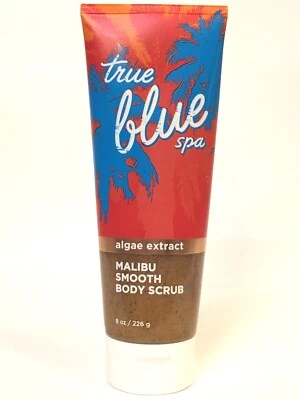 true
blue
spa
algae extract
MALIBU
SMOOTH
BODY SCRUB
8 oz / 226 g